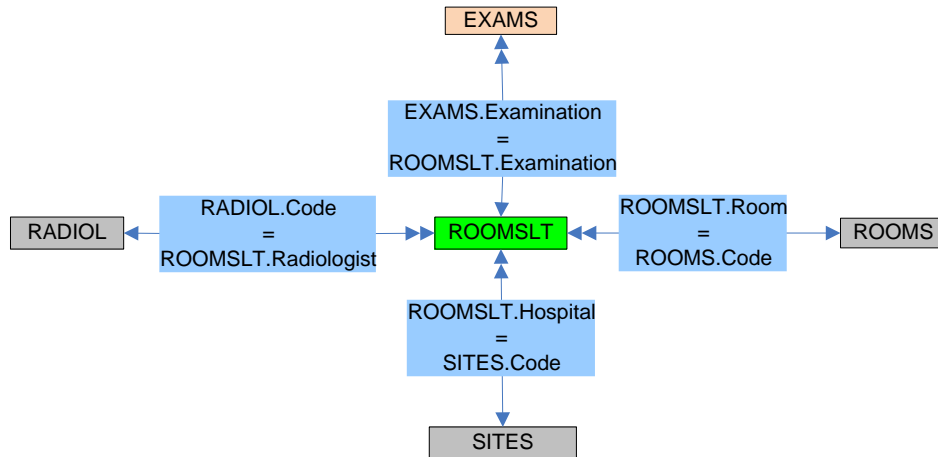 EXAMS
EXAMS.Examination
=
ROOMSLT.Examination
RADIOL
RADIOL.Code
=
ROOMSLT.Radiologist
ROOMSLT
ROOMSLT.Room
=
ROOMS.Code
ROOMS
ROOMSLT.Hospital
=
SITES.Code
SITES